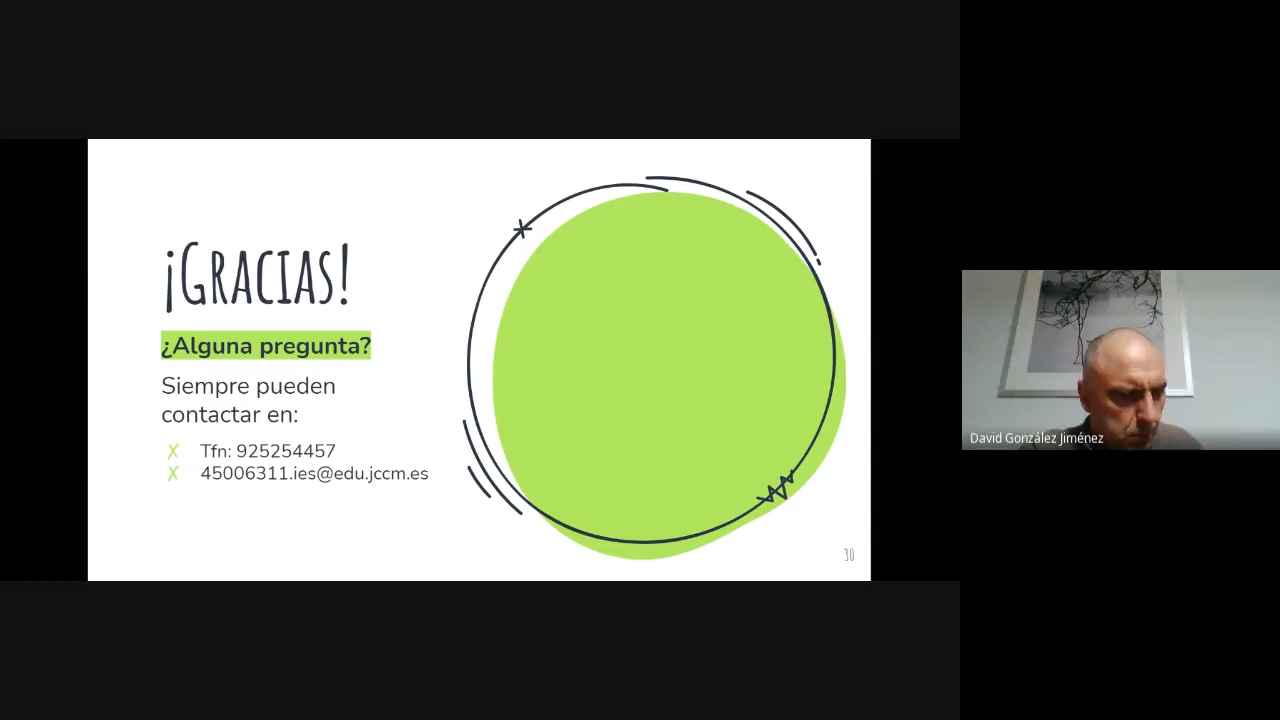 ¡GRACIAS!
¿Alguna pregunta?
Siempre pueden
contactar en:
✗ Tfn: 925254457
✗ 45006311.ies@edu.jccm.es
30
David González Jiménez